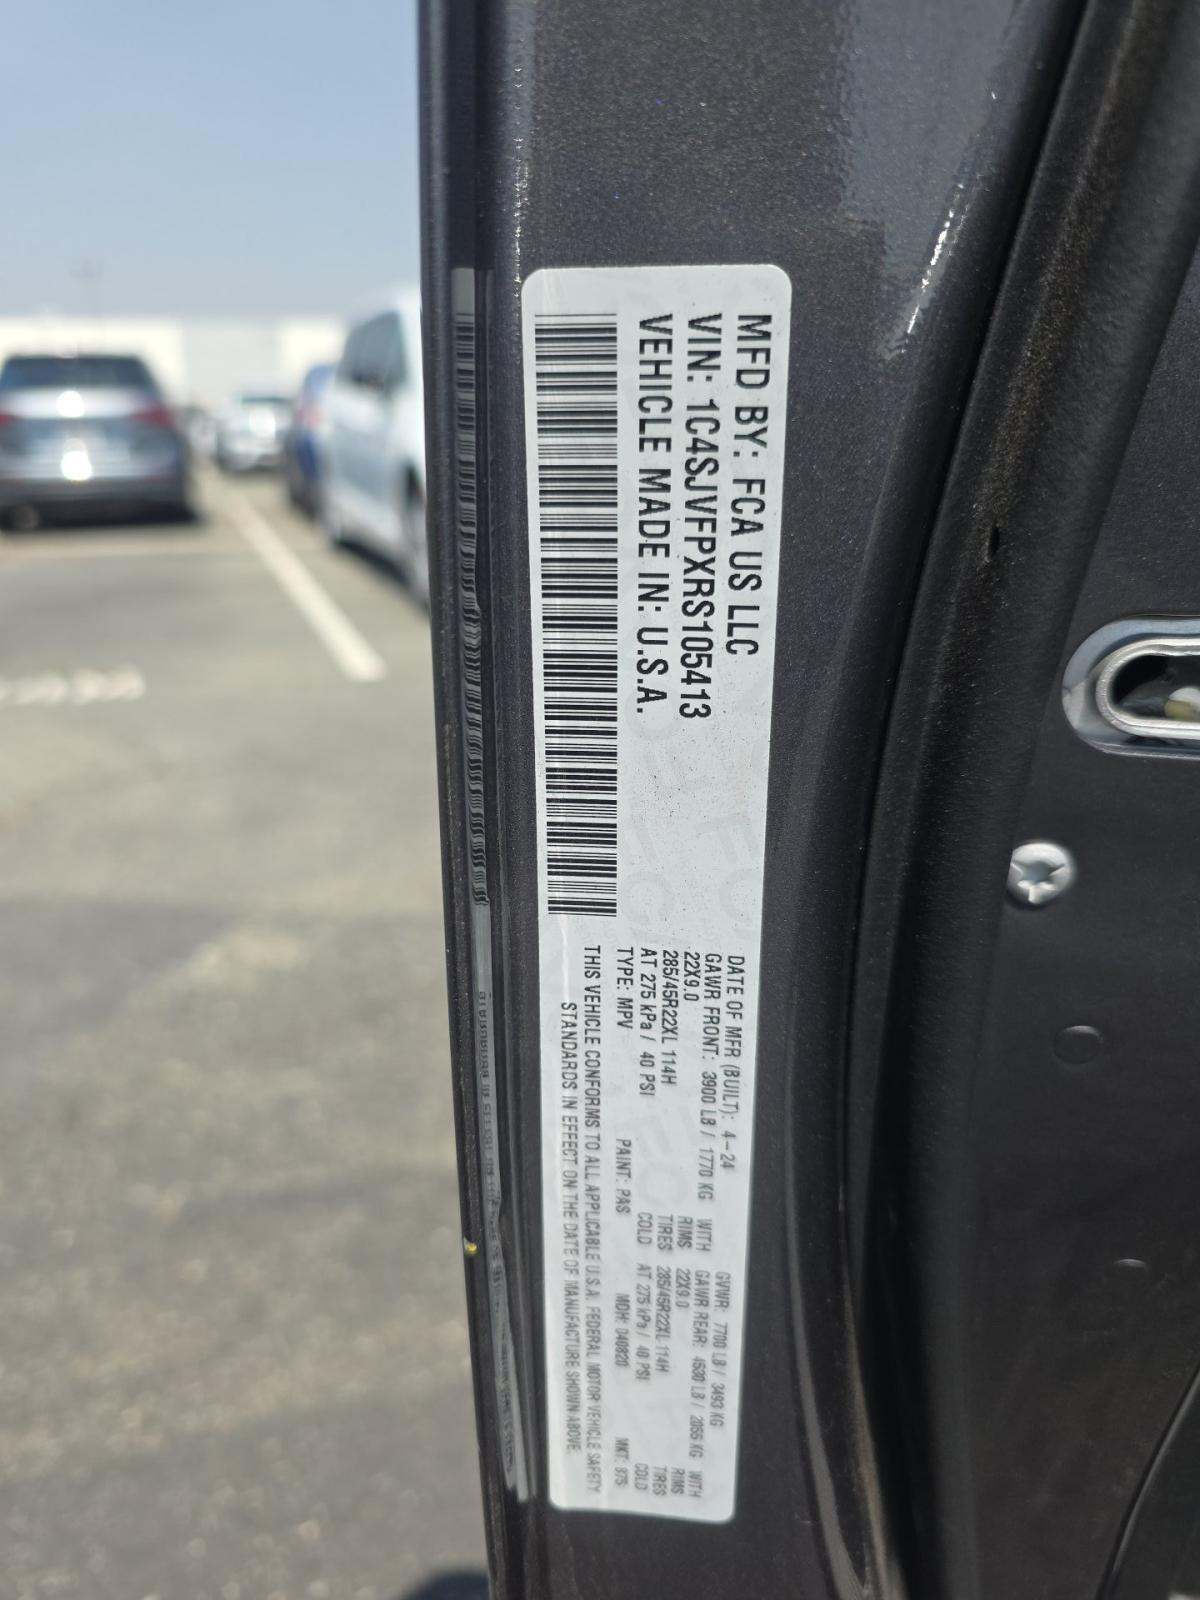 MFD BY: FCA US LLC
VIN: 1C4SJVFPXRS105413
VEHICLE MADE IN: U.S.A.
DATE OF MFR (BUILT): 4-24 GVWR: 7700 LB / 3493 KG
GAWR FRONT: 3900 LB / 1770 KG WITH GAWR REAR: LB / KG WITH
22X9.0 RIMS 22X9.0 RIMS
285/45R22XL 114H TIRES 285/45R22XL 114H TIRES
AT 275 kPa / 40 PSI COLD AT 275 kPa / 40 PSI COLD
TYPE: MPV PAINT: PAS MDH: 040820 MKT:
THIS VEHICLE CONFORMS TO ALL APPLICABLE U.S.A. FEDERAL MOTOR VEHICLE SAFETY
STANDARDS IN EFFECT ON THE DATE OF MANUFACTURE SHOWN ABOVE.